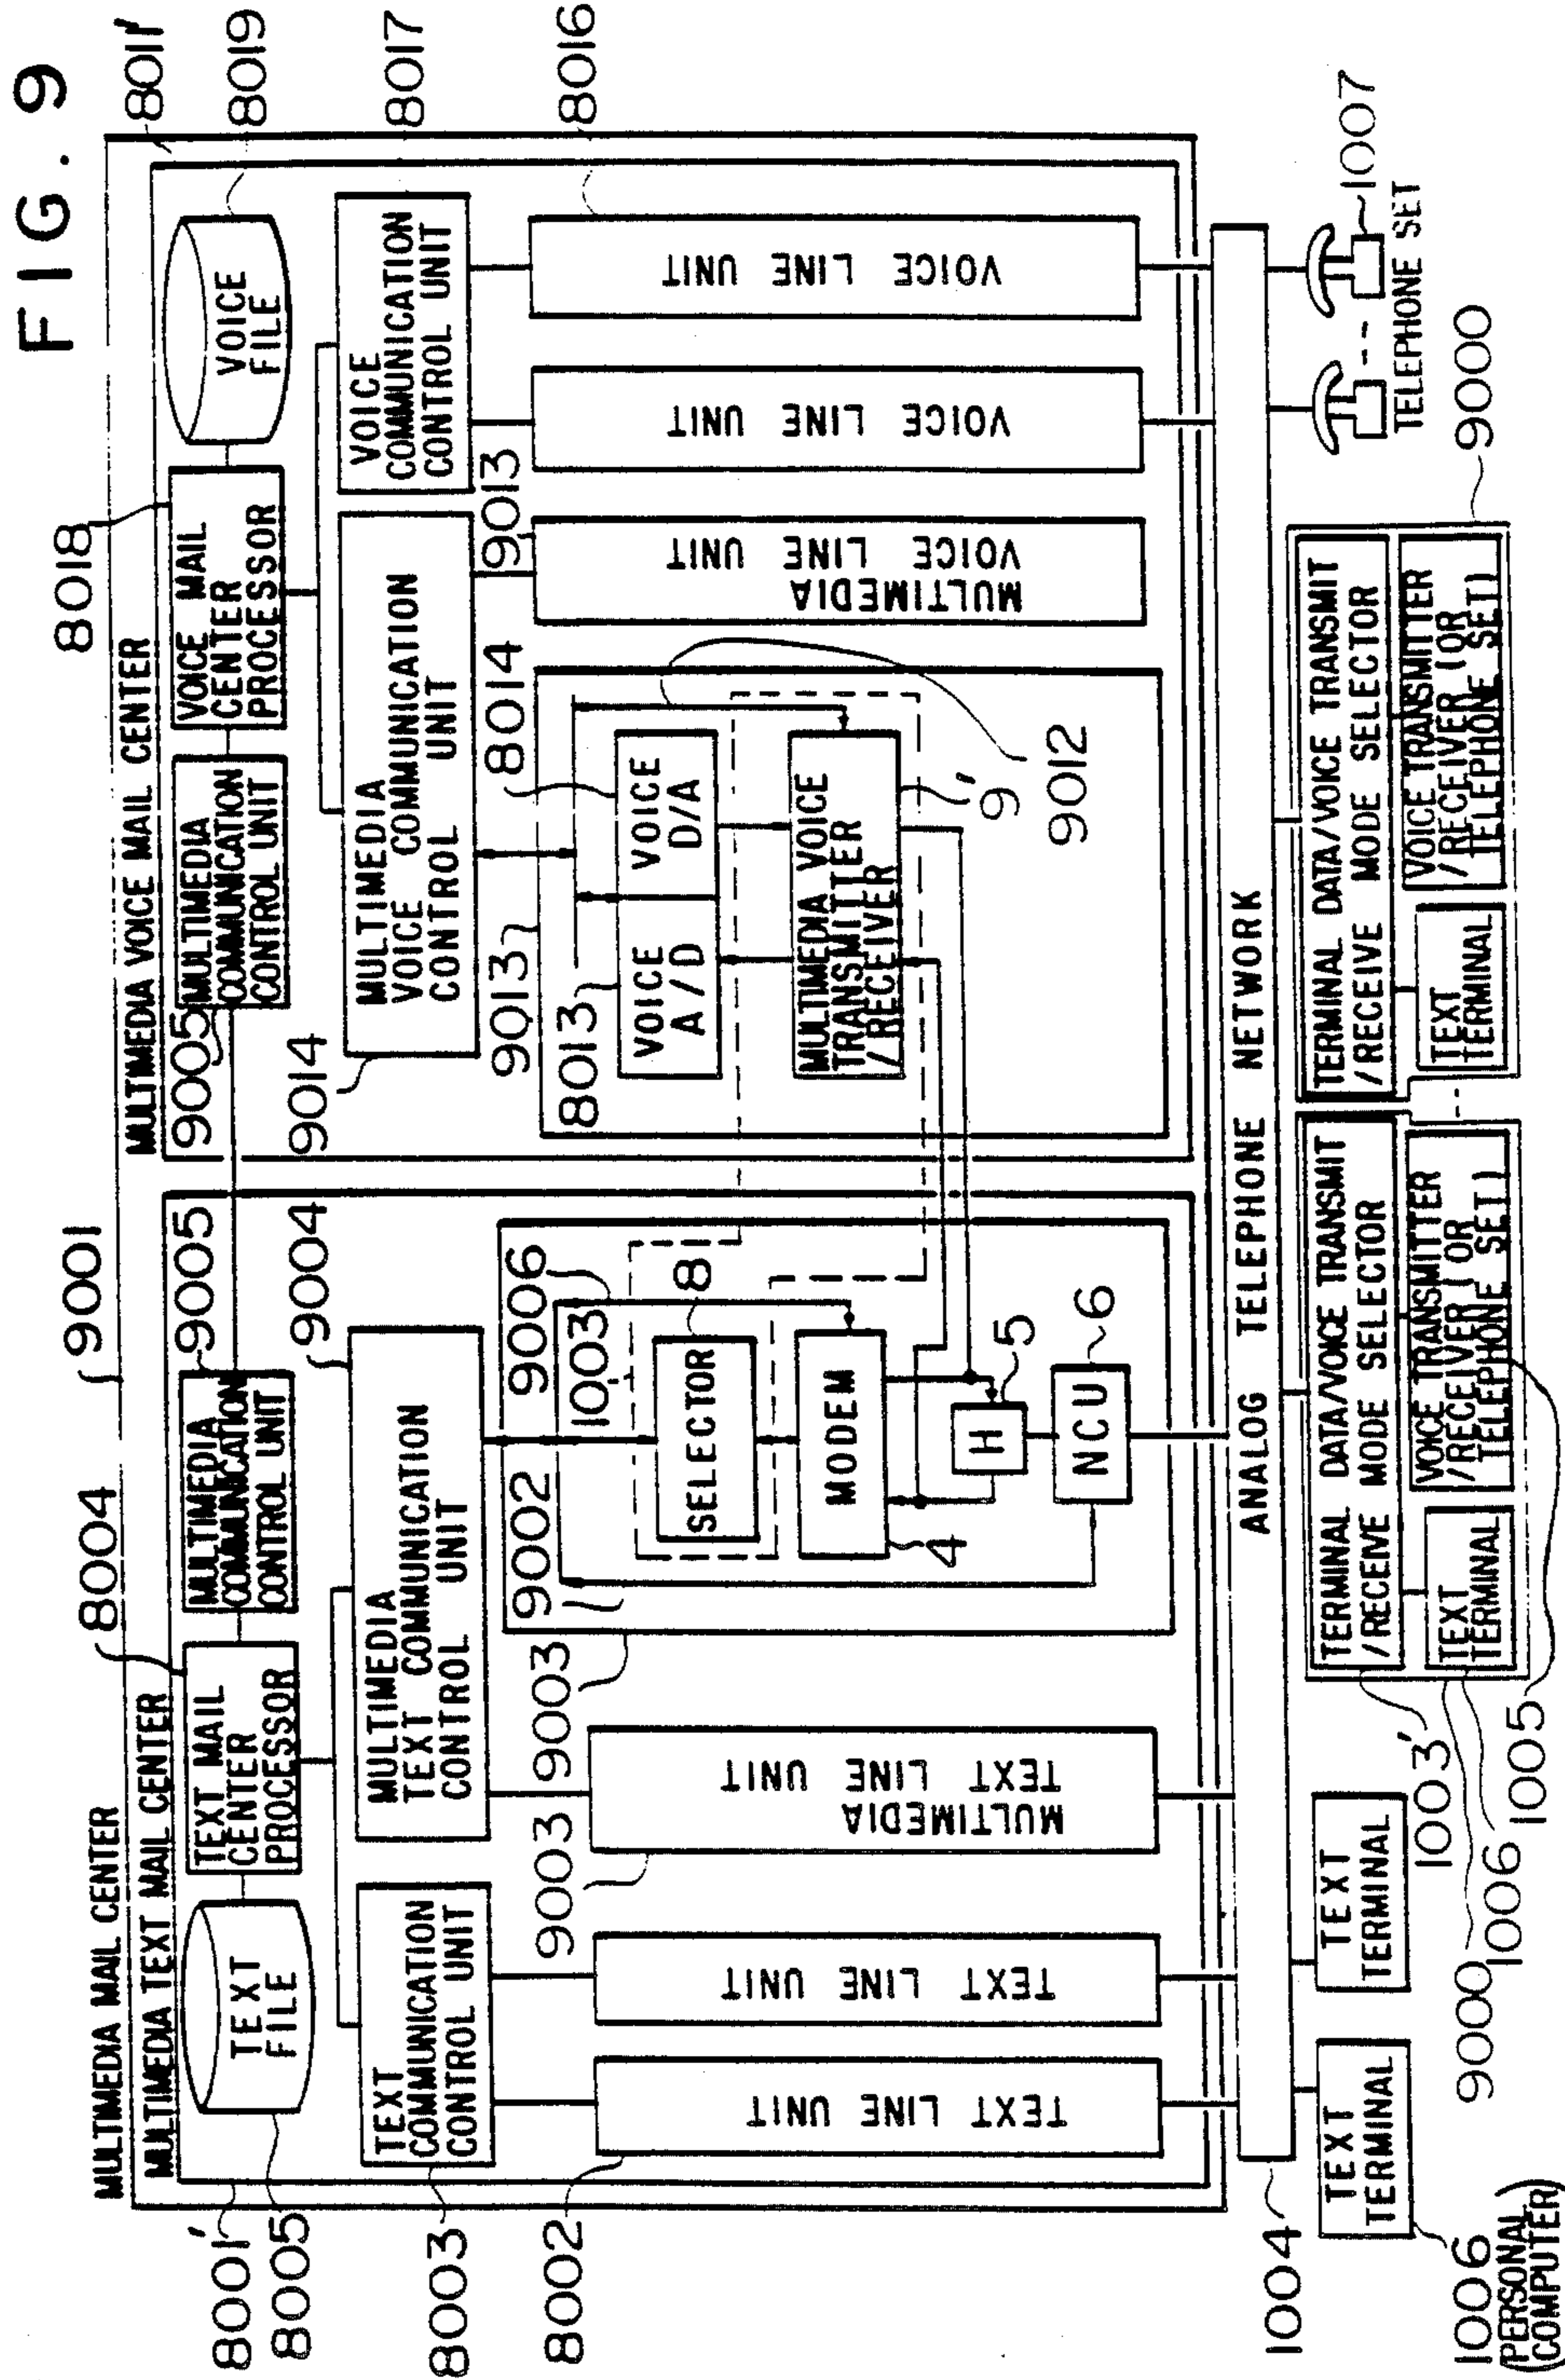 FIG. 9
9001
8011'
MULTIMEDIA MAIL CENTER
MULTIMEDIA TEXT MAIL CENTER
MULTIMEDIA VOICE MAIL CENTER
8001'
8005
TEXT
FILE
8004
TEXT MAIL
CENTER
PROCESSOR
9005
MULTIMEDIA
COMMUNICATION
CONTROL UNIT
9005
MULTIMEDIA
COMMUNICATION
CONTROL UNIT
8018
VOICE MAIL
CENTER
PROCESSOR
8019
VOICE
FILE
8003
TEXT
COMMUNICATION
CONTROL UNIT
9004
MULTIMEDIA
TEXT COMMUNICATION
CONTROL UNIT
9014
MULTIMEDIA
VOICE COMMUNICATION
CONTROL UNIT
8017
VOICE
COMMUNICATION
CONTROL UNIT
8002
TEXT LINE UNIT
TEXT LINE UNIT
9003
MULTIMEDIA
TEXT LINE UNIT
9003
9002
1003
9006
SELECTOR
8
MODEM
4
H
5
NCU
6
9013
8013
VOICE
A/D
8014
VOICE
D/A
MULTIMEDIA VOICE
TRANSMITTER
/RECEIVER
9'
9012
9013
MULTIMEDIA
VOICE LINE UNIT
VOICE LINE UNIT
VOICE LINE UNIT
8016
1004
ANALOG TELEPHONE NETWORK
TEXT
TERMINAL
1006
(PERSONAL
COMPUTER)
TEXT
TERMINAL
TERMINAL DATA/VOICE TRANSMIT
/RECEIVE MODE SELECTOR
1003'
TEXT
TERMINAL
VOICE TRANSMITTER
/RECEIVER (OR
TELEPHONE SET)
9000
1006
1005
TERMINAL DATA/VOICE TRANSMIT
/RECEIVE MODE SELECTOR
TEXT
TERMINAL
VOICE TRANSMITTER
/RECEIVER (OR
TELEPHONE SET)
9000
TELEPHONE SET
1007